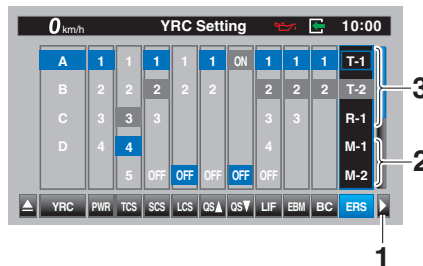 0 km/h YRC Setting 10:00
A 1 1 1 1 1 ON 1 1 1 T-1
B 2 2 2 2 2 2 2 2 T-2
C 3 3 3 3 3 R-1
D 4 4 4 M-1
5 OFF OFF OFF OFF OFF M-2
YRC PWR TCS SCS LCS QS▲ QS▼ LIF EBM BC ERS
3
2
1